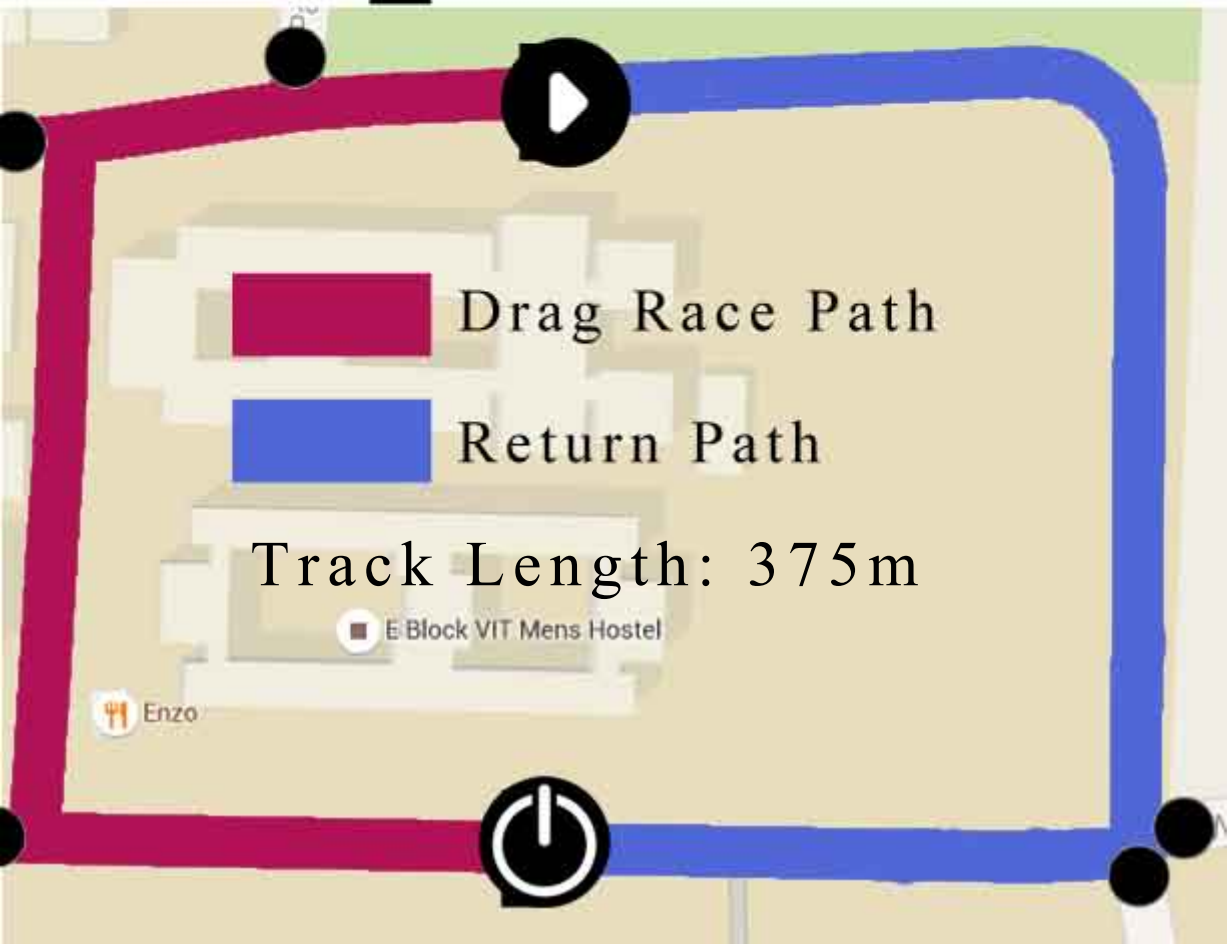 Drag Race Path
Return Path
Track Length: 375m
E Block VIT Mens Hostel
Enzo